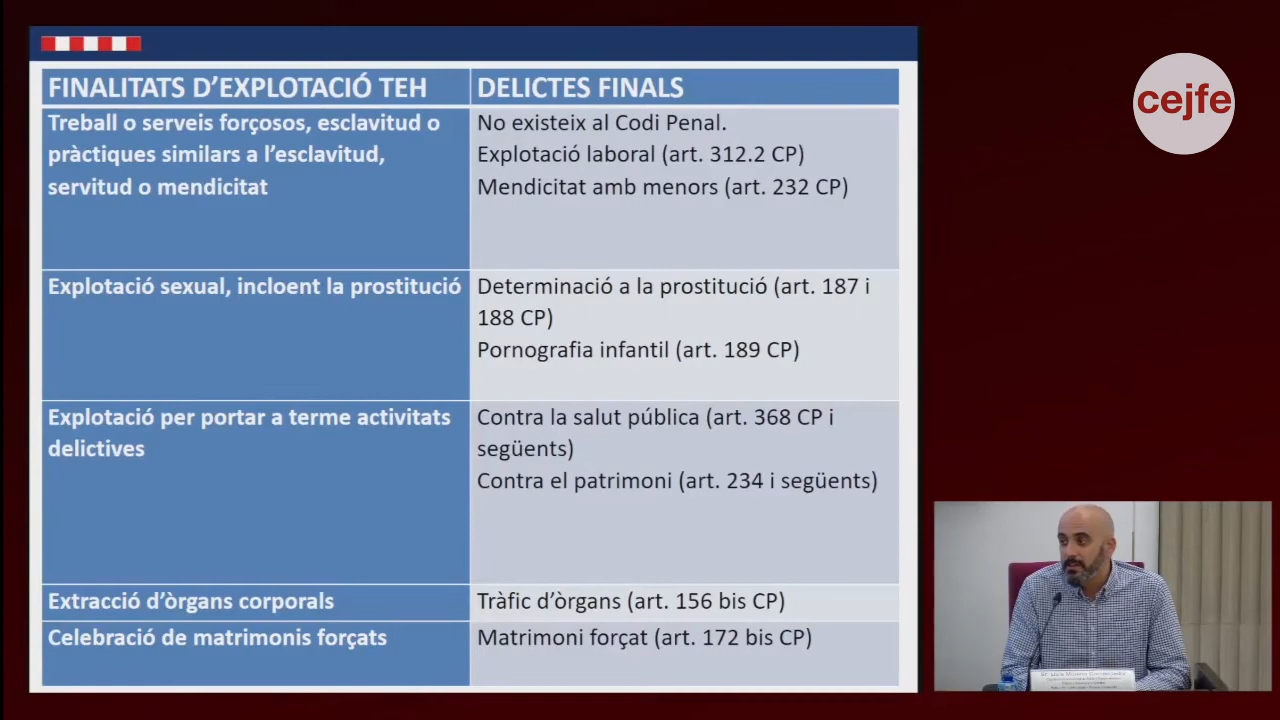 FINALITATS D'EXPLOTACIÓ TEH
DELICTES FINALS
Treball o serveis forçosos, esclavitud o
pràctiques similars a l'esclavitud,
servitud o mendicitat
No existeix al Codi Penal.
Explotació laboral (art. 312.2 CP)
Mendicitat amb menors (art. 232 CP)
Explotació sexual, incloent la prostitució
Determinació a la prostitució (art. 187 i
188 CP)
Pornografia infantil (art. 189 CP)
Explotació per portar a terme activitats
delictives
Contra la salut pública (art. 368 CP i
següents)
Contra el patrimoni (art. 234 i següents)
Extracció d'òrgans corporals
Tràfic d'òrgans (art. 156 bis CP)
Celebració de matrimonis forçats
Matrimoni forçat (art. 172 bis CP)
cejfe